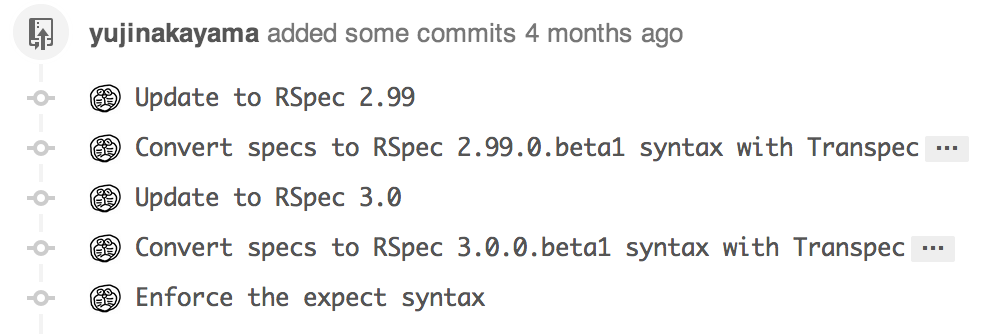 yujinakayama added some commits 4 months ago
Update to RSpec 2.99
Convert specs to RSpec 2.99.0.beta1 syntax with Transpec ...
Update to RSpec 3.0
Convert specs to RSpec 3.0.0.beta1 syntax with Transpec ...
Enforce the expect syntax